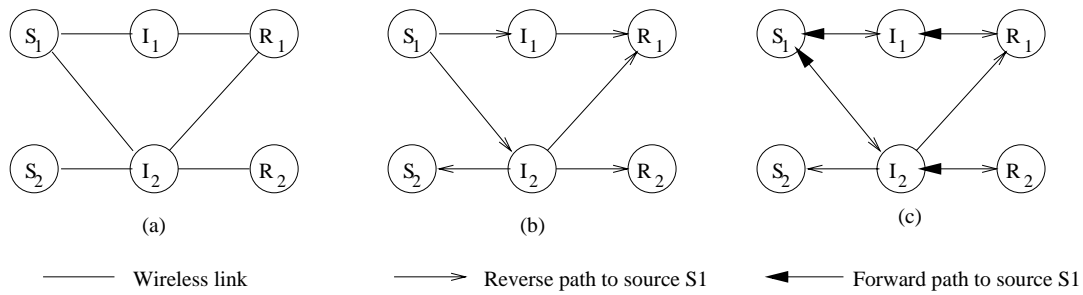 S1 I1 R1 S1 I1 R1 S1 I1 R1
S2 I2 R2 S2 I2 R2 S2 I2 R2
(a) (b) (c)
Wireless link Reverse path to source S1 Forward path to source S1